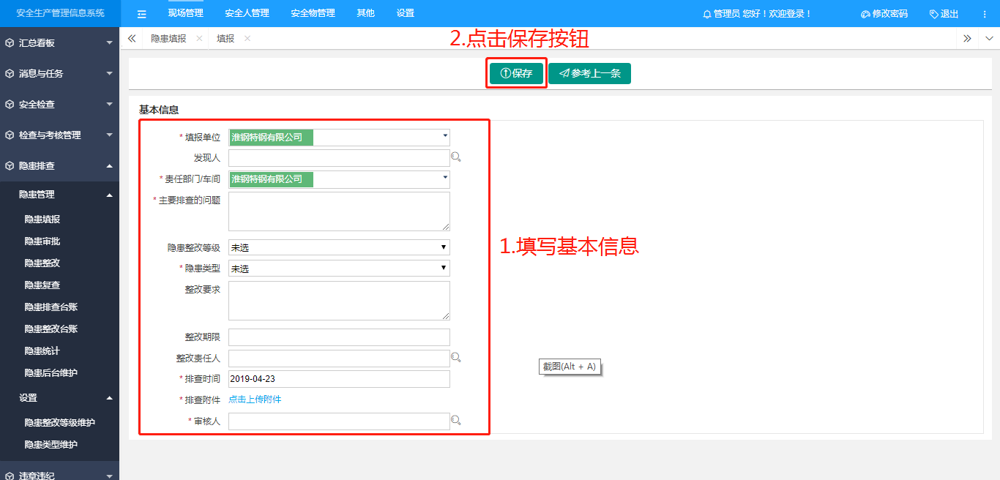 安全生产管理信息系统
现场管理 安全人管理 安全物管理 其他 设置
管理员 您好！欢迎登录！ 修改密码 退出
汇总看板
消息与任务
安全检查
检查与考核管理
隐患排查
隐患管理
隐患填报
隐患审批
隐患整改
隐患复查
隐患排查台账
隐患整改台账
隐患统计
隐患后台维护
设置
隐患整改等级维护
隐患类型维护
违章违纪
隐患填报 填报
2.点击保存按钮
保存 参考上一条
基本信息
* 填报单位 淮钢特钢有限公司
发现人
* 责任部门/车间 淮钢特钢有限公司
* 主要排查的问题
1.填写基本信息
隐患整改等级 未选
* 隐患类型 未选
整改要求
整改期限
整改责任人
截图(Alt + A)
* 排查时间 2019-04-23
* 排查附件 点击上传附件
* 审核人